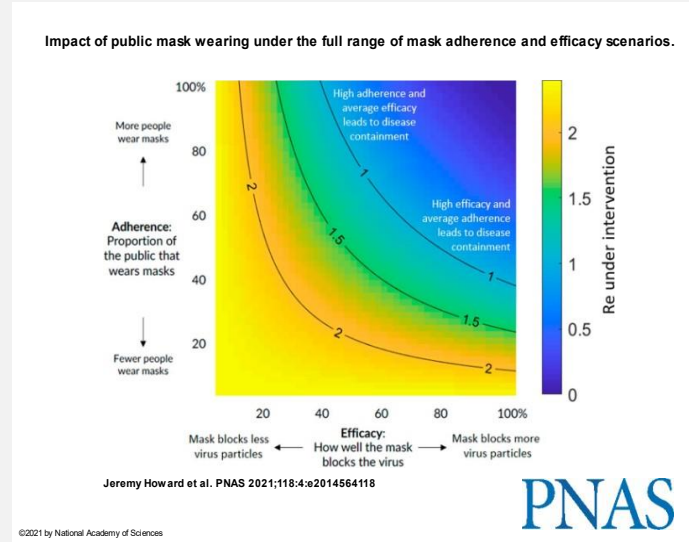 Impact of public mask wearing under the full range of mask adherence and efficacy scenarios.
100%
80
60
40
20
More people
wear masks
Adherence:
Proportion of
the public that
wears masks
Fewer people
wear masks
High adherence and
average efficacy
leads to disease
containment
High efficacy and
average adherence
leads to disease
containment
2
1.5
1
2
1.5
1
2
2
1.5
1
0.5
0
Re under intervention
20
40
60
80
100%
Mask blocks less
virus particles
Efficacy:
How well the mask
blocks the virus
Mask blocks more
virus particles
Jeremy Howard et al. PNAS 2021;118:4:e2014564118
PNAS
©2021 by National Academy of Sciences